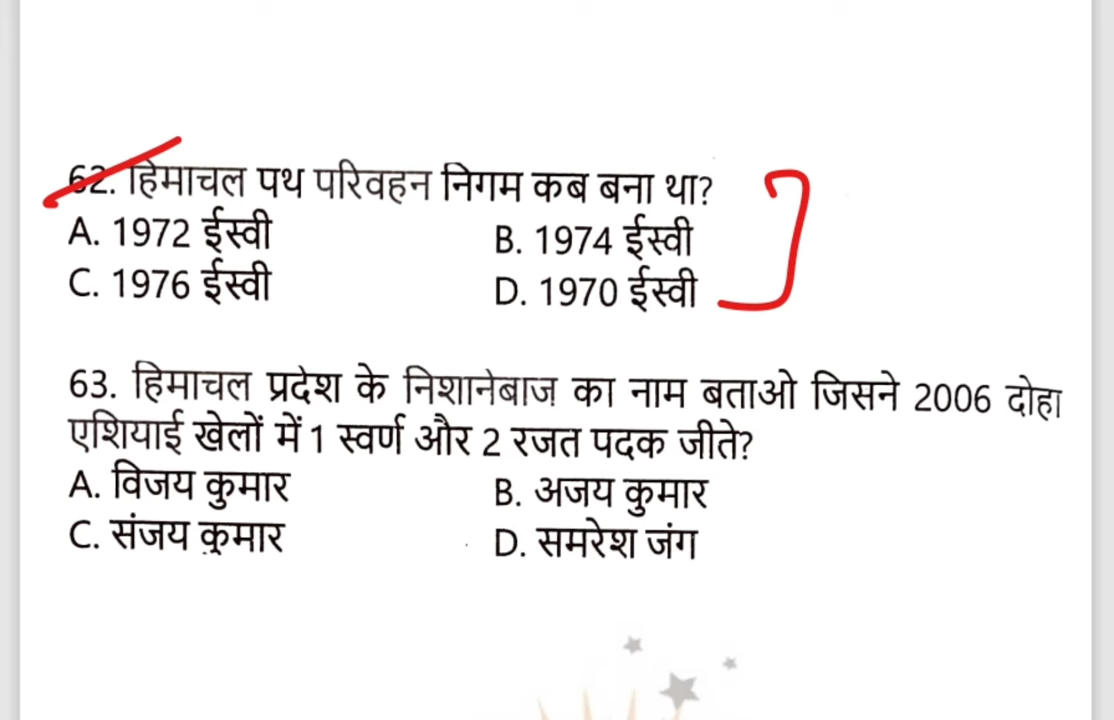 62. हिमाचल पथ परिवहन निगम कब बना था?
A. 1972 ईस्वी B. 1974 ईस्वी
C. 1976 ईस्वी D. 1970 ईस्वी
63. हिमाचल प्रदेश के निशानेबाज़ का नाम बताओ जिसने 2006 दोहा
एशियाई खेलों में 1 स्वर्ण और 2 रजत पदक जीते?
A. विजय कुमार B. अजय कुमार
C. संजय कुमार D. समरेश जंग